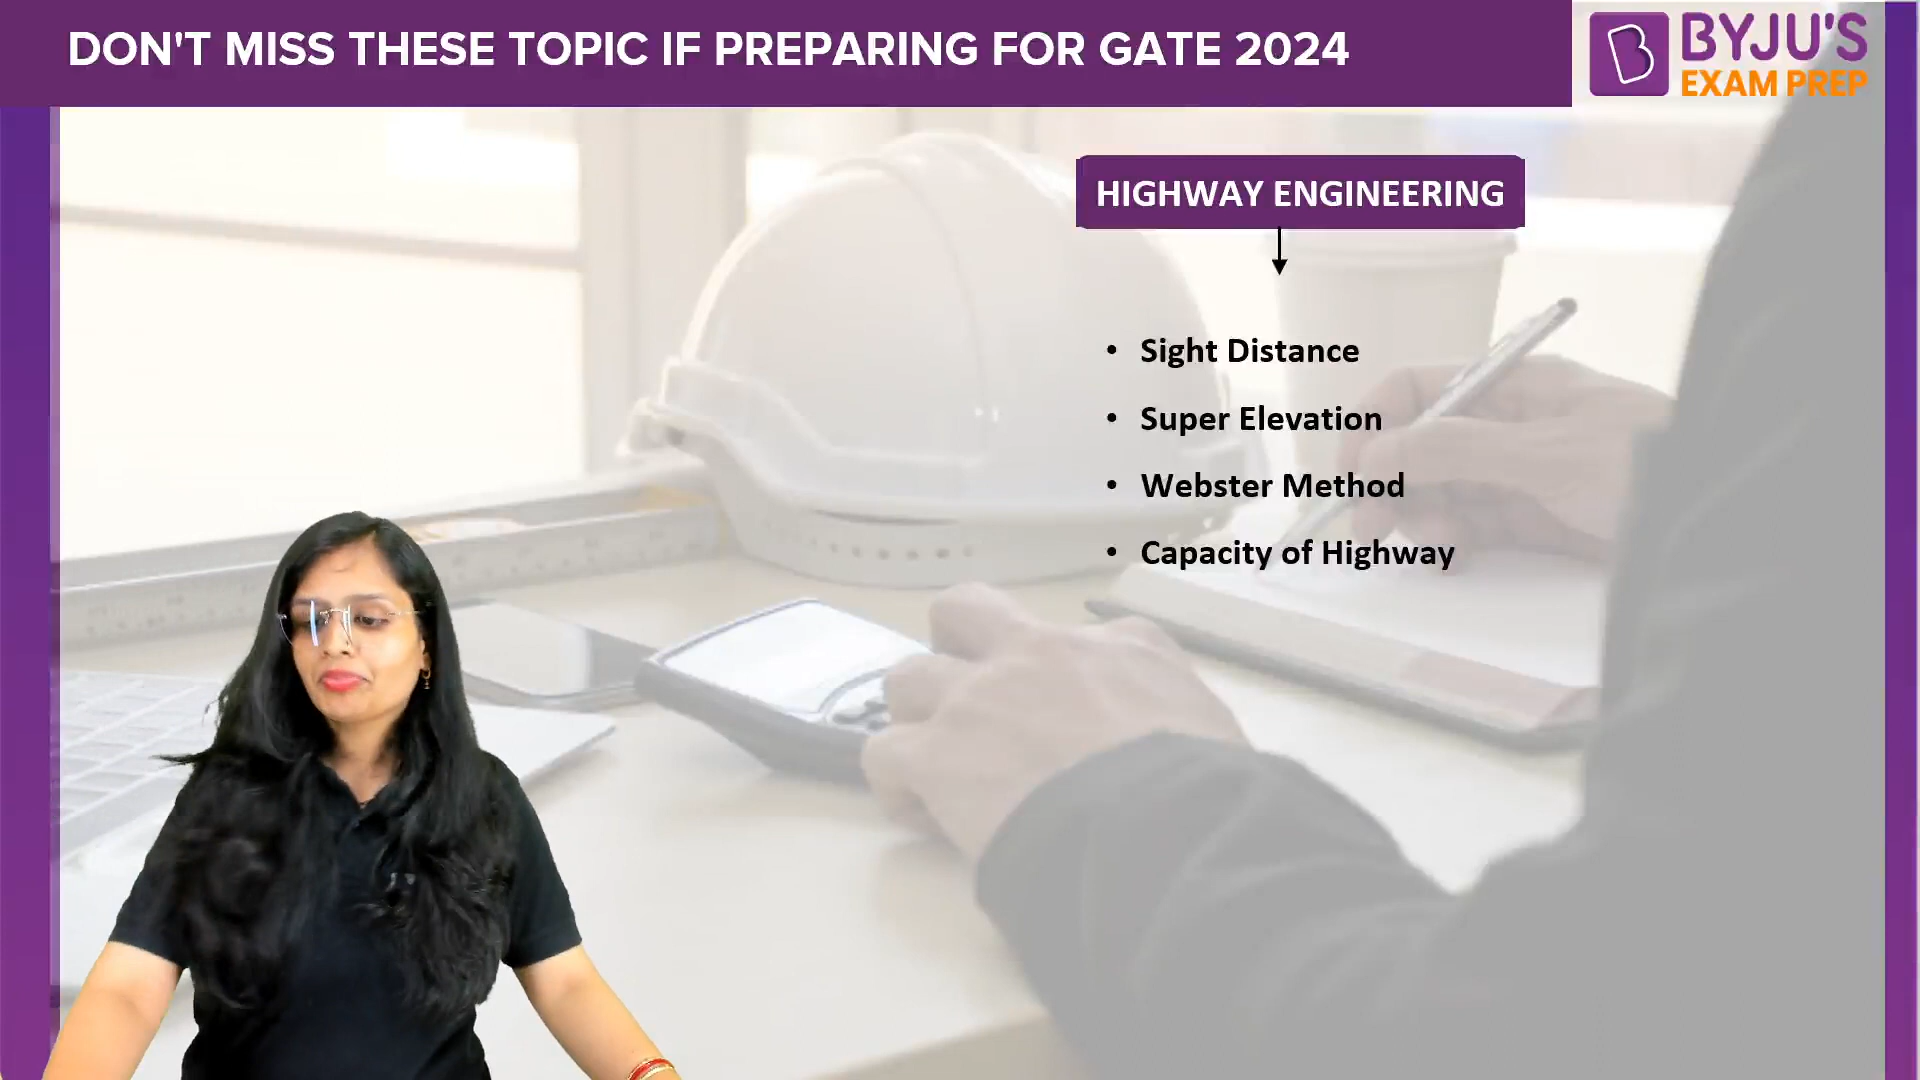 DON'T MISS THESE TOPIC IF PREPARING FOR GATE 2024
BYJU'S
EXAM PREP
HIGHWAY ENGINEERING
• Sight Distance
• Super Elevation
• Webster Method
• Capacity of Highway